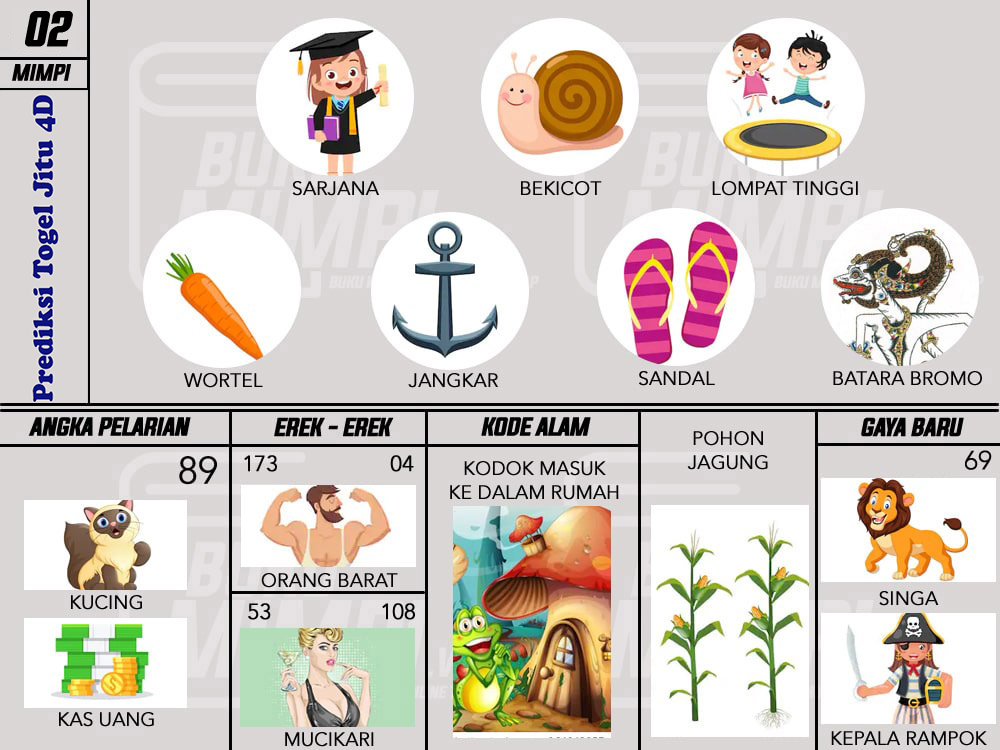 02
MIMPI
Prediksi Togel Jitu 4D
SARJANA
BEKICOT
LOMPAT TINGGI
WORTEL
JANGKAR
SANDAL
BATARA BROMO
ANGKA PELARIAN
89
KUCING
KAS UANG
EREK - EREK
173 04
ORANG BARAT
53 108
MUCIKARI
KODE ALAM
KODOK MASUK
KE DALAM RUMAH
POHON
JAGUNG
GAYA BARU
69
SINGA
KEPALA RAMPOK
BUKU
MIMPI